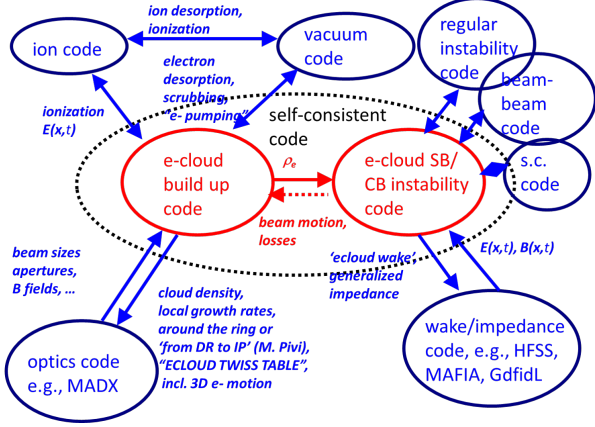 ion desorption,
ionization
ion code
vacuum
code
regular
instability
code
electron
desorption,
scrubbing,
“e- pumping”
beam-
beam
code
ionization
E(x,t)
self-consistent
code
e-cloud
build up
code
ρe
e-cloud SB/
CB instability
code
s.c.
code
beam motion,
losses
beam sizes
apertures,
B fields, …
‘ecloud wake’,
generalized
impedance
E(x,t), B(x,t)
cloud density,
local growth rates,
around the ring or
‘from DR to IP’ (M. Pivi),
“ECLOUD TWISS TABLE”,
incl. 3D e- motion
optics code
e.g., MADX
wake/impedance
code, e.g., HFSS,
MAFIA, GdfidL